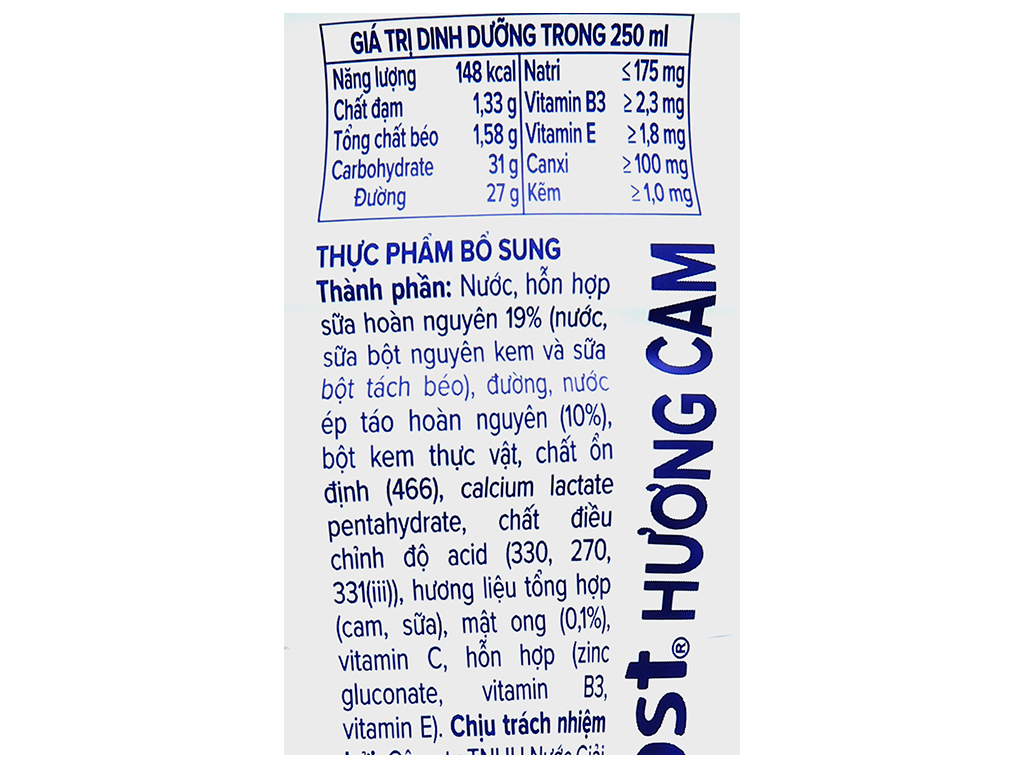 GIÁ TRỊ DINH DƯỠNG TRONG 250 ml
Năng lượng 148 kcal Natri ≤ 175 mg
Chất đạm 1,33 g Vitamin B3 ≥ 2,3 mg
Tổng chất béo 1,58 g Vitamin E ≥ 1,8 mg
Carbohydrate 31 g Canxi ≥ 100 mg
Đường 27 g Kẽm ≥ 1,0 mg
THỰC PHẨM BỔ SUNG
Thành phần: Nước, hỗn hợp
sữa hoàn nguyên 19% (nước,
sữa bột nguyên kem và sữa
bột tách béo), đường, nước
ép táo hoàn nguyên (10%),
bột kem thực vật, chất ổn
định (466), calcium lactate
pentahydrate, chất điều
chỉnh độ acid (330, 270,
331(iii)), hương liệu tổng hợp
(cam, sữa), mật ong (0,1%),
vitamin C, hỗn hợp (zinc
gluconate, vitamin B3,
vitamin E). Chịu trách nhiệm
TNHH Nước Giải
ost® HƯƠNG CAM